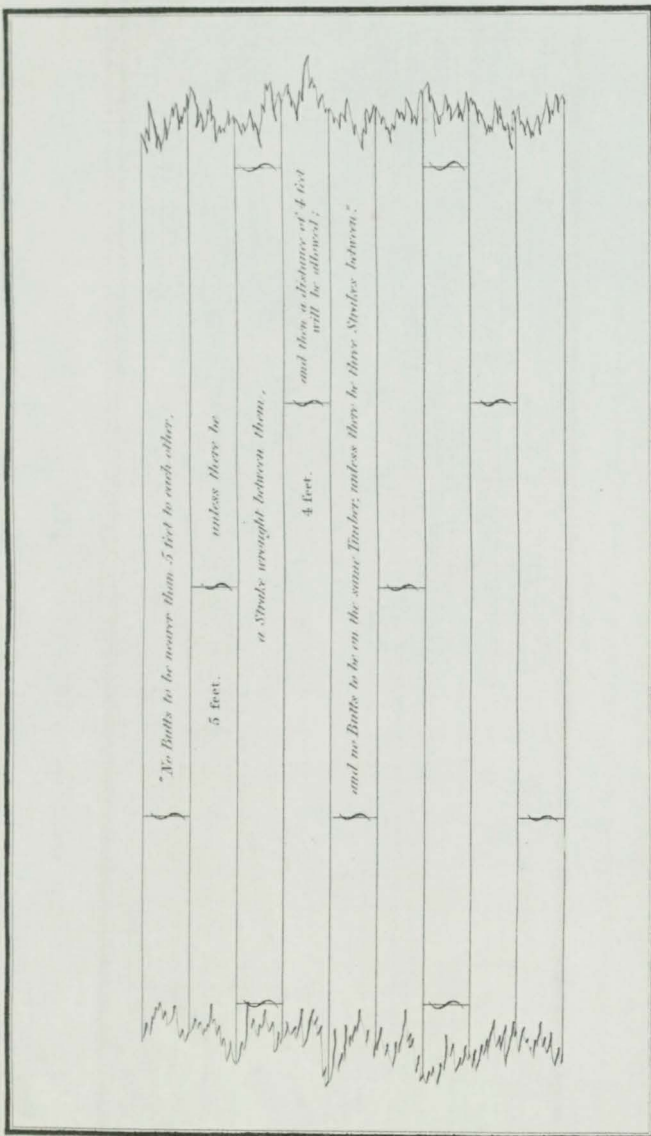 "No Butts to be nearer than 5 feet to each other,
5 feet.
unless there be
a Strake wrought between them,
4 feet.
and then a distance of 4 feet
will be allowed;
and no Butts to be on the same Timber, unless there be three Strakes between."